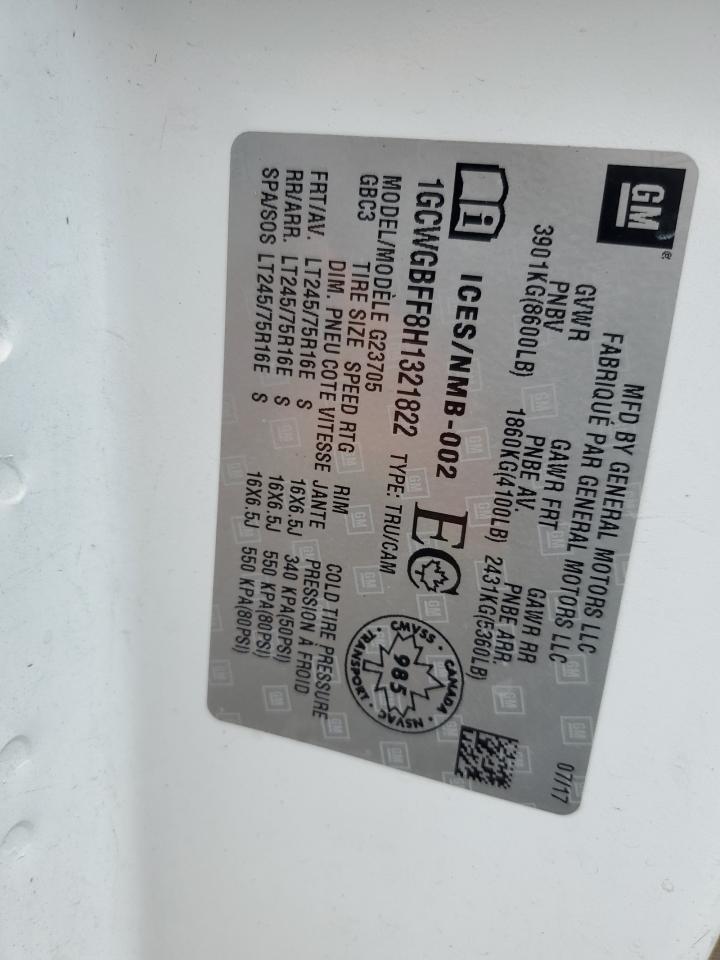 GM
MFD BY GENERAL MOTORS LLC 07/17
FABRIQUÉ PAR GENERAL MOTORS LLC
GVWR GAWR FRT GAWR RR
PNBV PNBE AV. PNBE ARR.
3901KG(8600LB) 1860KG(4100LB) 2431KG(5360LB)
i ICES/NMB-002 EC
1GCWGBFF8H1321822 TYPE: TRU/CAM
MODEL/MODÈLE G23705
GBC3
TIRE SIZE SPEED RTG RIM COLD TIRE PRESSURE
DIM. PNEU COTE VITESSE JANTE PRESSION À FROID
FRT/AV. LT245/75R16E S 16X6.5J 340 KPA(50PSI)
RR/ARR. LT245/75R16E S 16X6.5J 550 KPA(80PSI)
SPA/SOS LT245/75R16E S 16X6.5J 550 KPA(80PSI)
CANADA · NSVAC · TRANSPORT · CMVSS ·
985